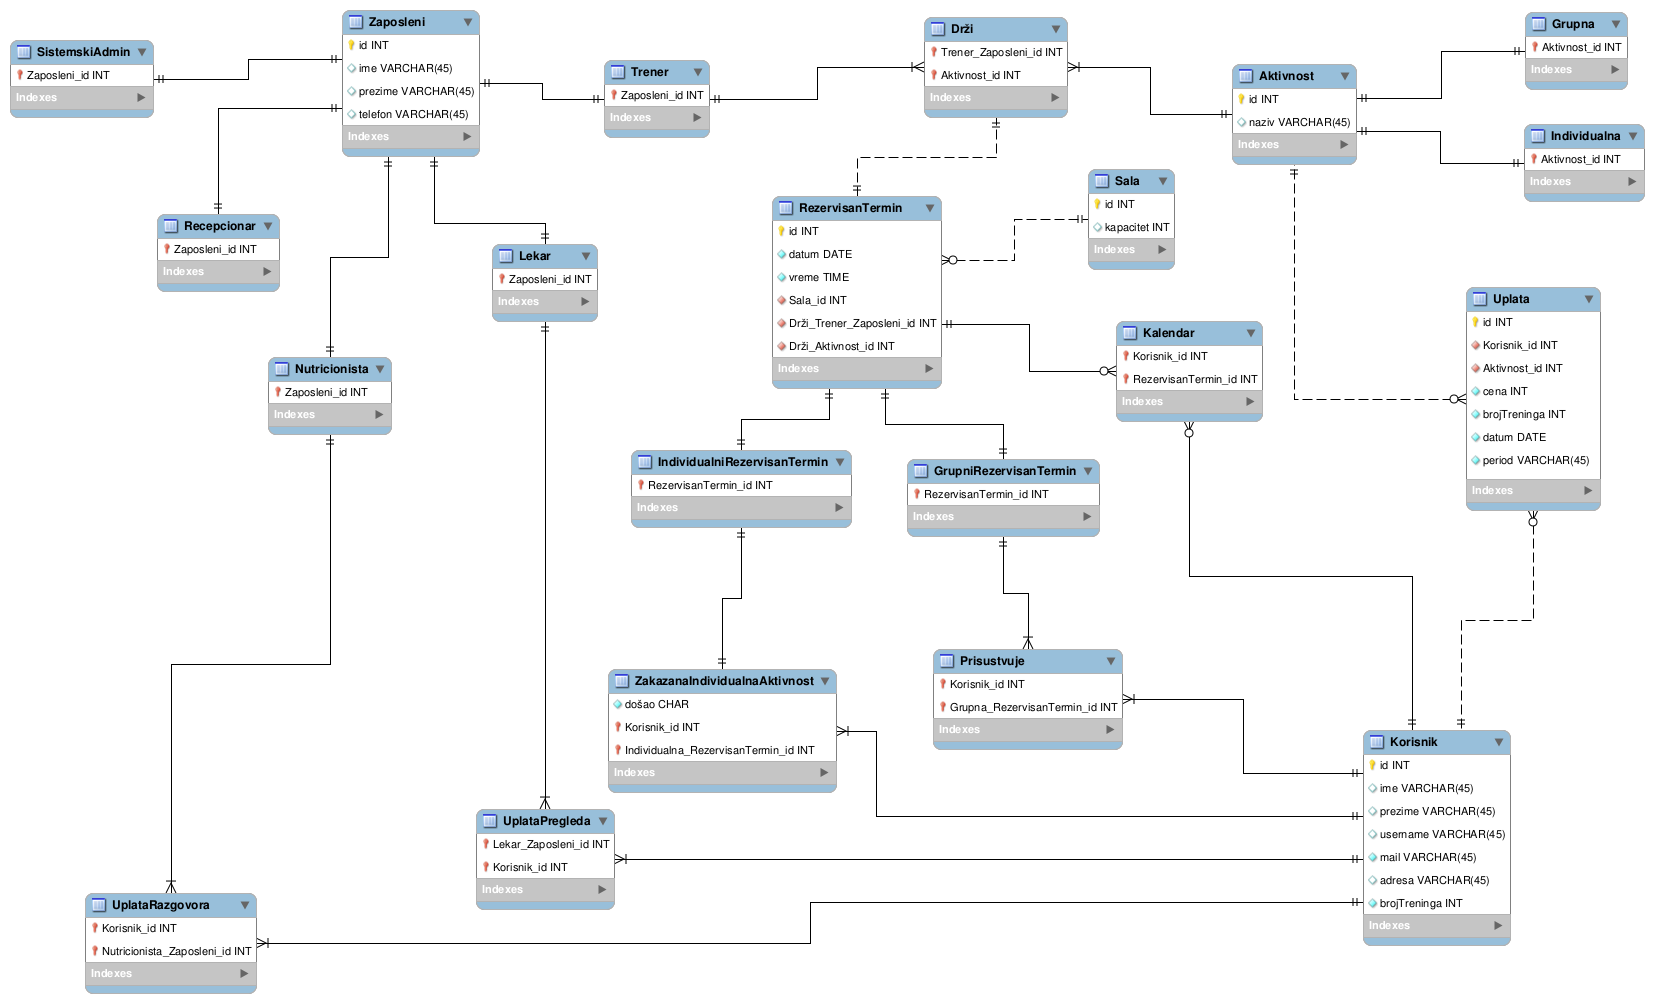 SistemskiAdmin
Zaposleni_id INT
Indexes
Zaposleni
id INT
ime VARCHAR(45)
prezime VARCHAR(45)
telefon VARCHAR(45)
Indexes
Trener
Zaposleni_id INT
Indexes
Drži
Trener_Zaposleni_id INT
Aktivnost_id INT
Indexes
Aktivnost
id INT
naziv VARCHAR(45)
Indexes
Grupna
Aktivnost_id INT
Indexes
Individualna
Aktivnost_id INT
Indexes
Recepcionar
Zaposleni_id INT
Indexes
Lekar
Zaposleni_id INT
Indexes
RezervisanTermin
id INT
datum DATE
vreme TIME
Sala_id INT
Drži_Trener_Zaposleni_id INT
Drži_Aktivnost_id INT
Indexes
Sala
id INT
kapacitet INT
Indexes
Kalendar
Korisnik_id INT
RezervisanTermin_id INT
Indexes
Uplata
id INT
Korisnik_id INT
Aktivnost_id INT
cena INT
brojTreninga INT
datum DATE
period VARCHAR(45)
Indexes
Nutricionista
Zaposleni_id INT
Indexes
IndividualniRezervisanTermin
RezervisanTermin_id INT
Indexes
GrupniRezervisanTermin
RezervisanTermin_id INT
Indexes
ZakazanaIndividualnaAktivnost
došao CHAR
Korisnik_id INT
Individualna_RezervisanTermin_id INT
Indexes
Prisustvuje
Korisnik_id INT
Grupna_RezervisanTermin_id INT
Indexes
Korisnik
id INT
ime VARCHAR(45)
prezime VARCHAR(45)
username VARCHAR(45)
mail VARCHAR(45)
adresa VARCHAR(45)
brojTreninga INT
Indexes
UplataPregleda
Lekar_Zaposleni_id INT
Korisnik_id INT
Indexes
UplataRazgovora
Korisnik_id INT
Nutricionista_Zaposleni_id INT
Indexes